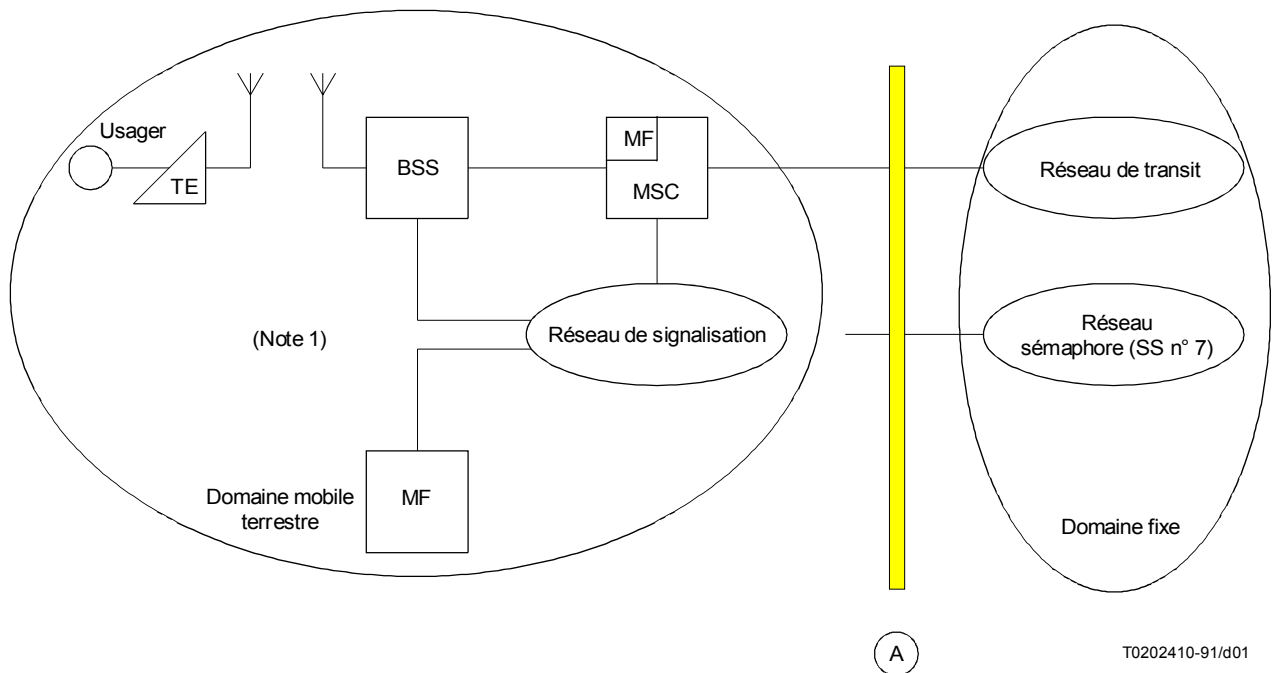 Usager
TE
BSS
MF
MSC
Réseau de transit
(Note 1)
Réseau de signalisation
Réseau
sémaphore (SS n° 7)
Domaine mobile
terrestre
MF
Domaine fixe
A
T0202410-91/d01